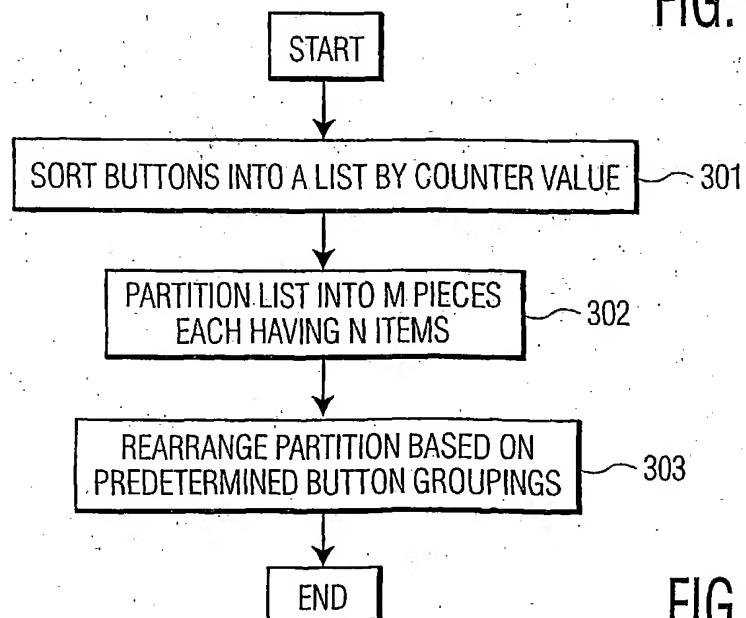 FIG.
START
SORT BUTTONS INTO A LIST BY COUNTER VALUE
301
PARTITION LIST INTO M PIECES
EACH HAVING N ITEMS
302
REARRANGE PARTITION BASED ON
PREDETERMINED BUTTON GROUPINGS
303
END
FIG